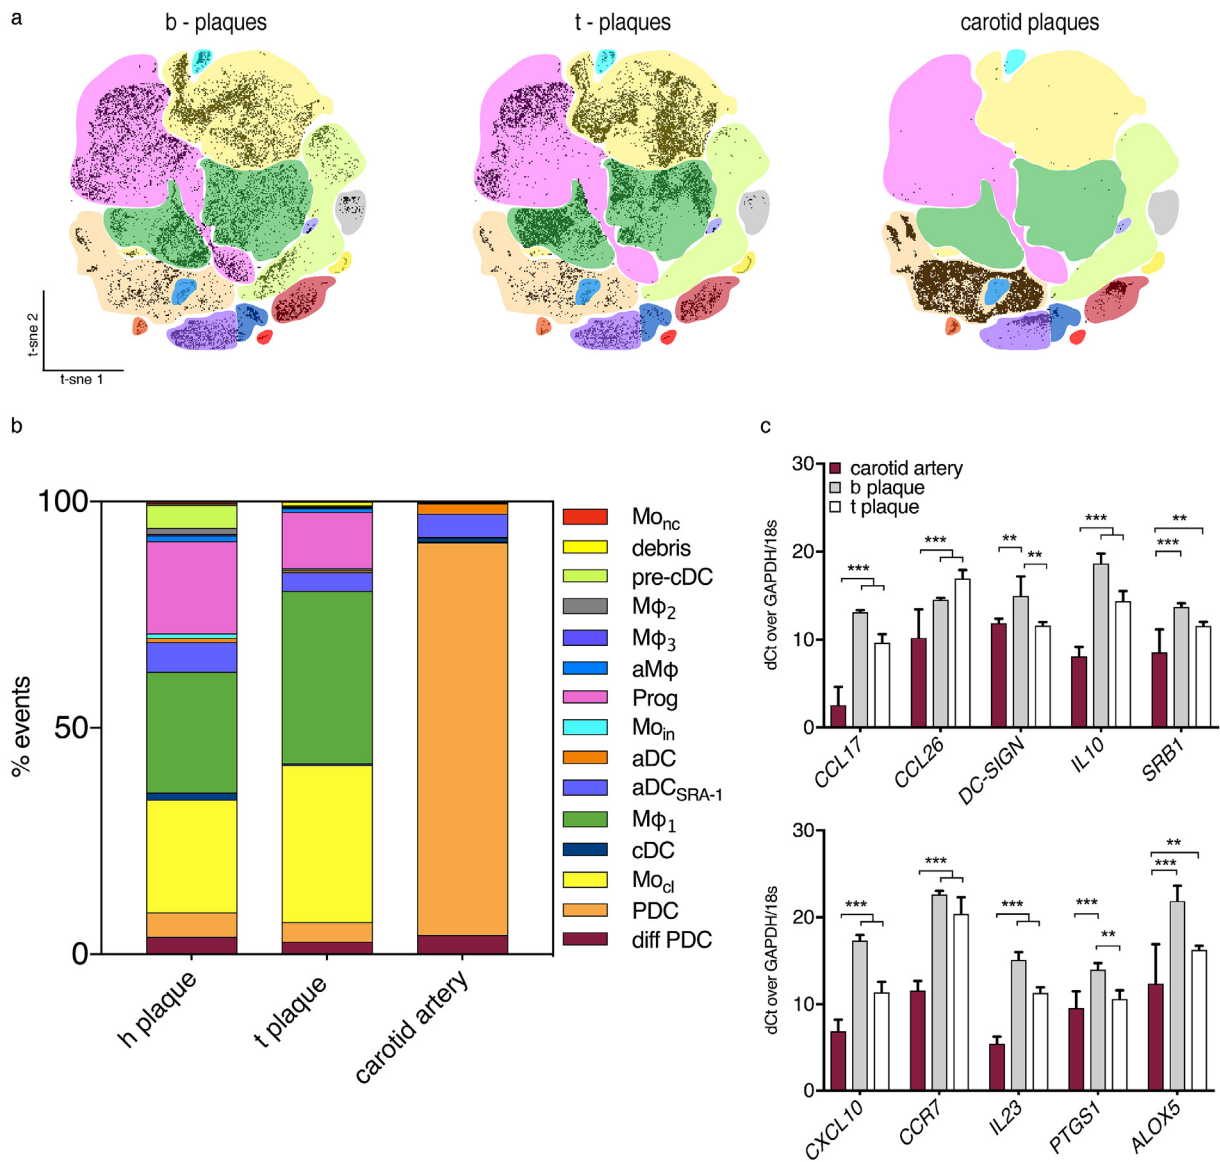 a
b - plaques
t - plaques
carotid plaques
t-sne 2
t-sne 1
b
100
50
0
% events
h plaque
t plaque
carotid artery
Mo_nc
debris
pre-cDC
Mφ_2
Mφ_3
aMφ
Prog
Mo_in
aDC
aDC_SRA-1
Mφ_1
cDC
Mo_cl
PDC
diff PDC
c
carotid artery
b plaque
t plaque
30
20
10
0
dCt over GAPDH/18s
***
***
**
**
***
***
**
CCL17
CCL26
DC-SIGN
IL10
SRB1
30
20
10
0
dCt over GAPDH/18s
***
***
***
***
**
***
**
CXCL10
CCR7
IL23
PTGS1
ALOX5